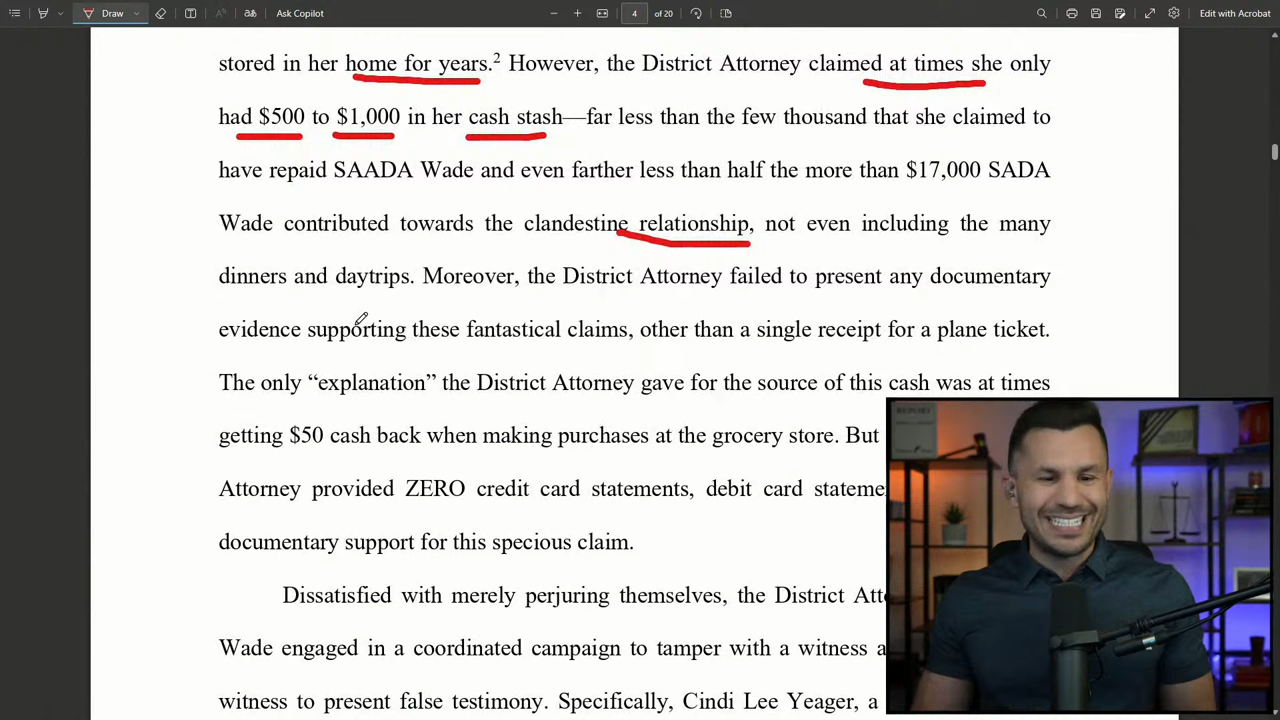 Draw
Ask Copilot
4
of 20
Edit with Acrobat
stored in her home for years.2 However, the District Attorney claimed at times she only
had $500 to $1,000 in her cash stash—far less than the few thousand that she claimed to
have repaid SAADA Wade and even farther less than half the more than $17,000 SADA
Wade contributed towards the clandestine relationship, not even including the many
dinners and daytrips. Moreover, the District Attorney failed to present any documentary
evidence supporting these fantastical claims, other than a single receipt for a plane ticket.
The only “explanation” the District Attorney gave for the source of this cash was at times
getting $50 cash back when making purchases at the grocery store. But
Attorney provided ZERO credit card statements, debit card
documentary support for this specious claim.
Dissatisfied with merely perjuring themselves, the District
Wade engaged in a coordinated campaign to tamper with a witness
witness to present false testimony. Specifically, Cindi Lee Yeager, a
REPORT